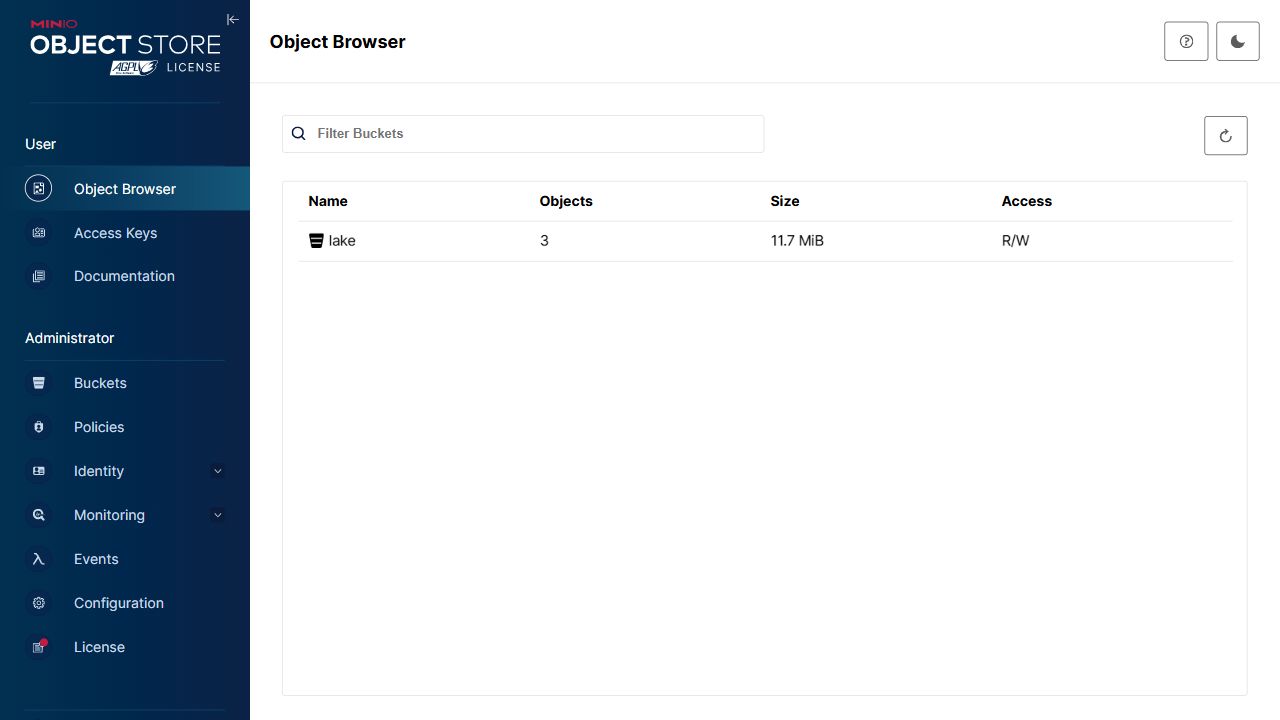 MINIO
OBJECT STORE
AGPL LICENSE
User
Object Browser
Access Keys
Documentation
Administrator
Buckets
Policies
Identity
Monitoring
Events
Configuration
License
Object Browser
Filter Buckets
Name Objects Size Access
lake 3 11.7 MiB R/W